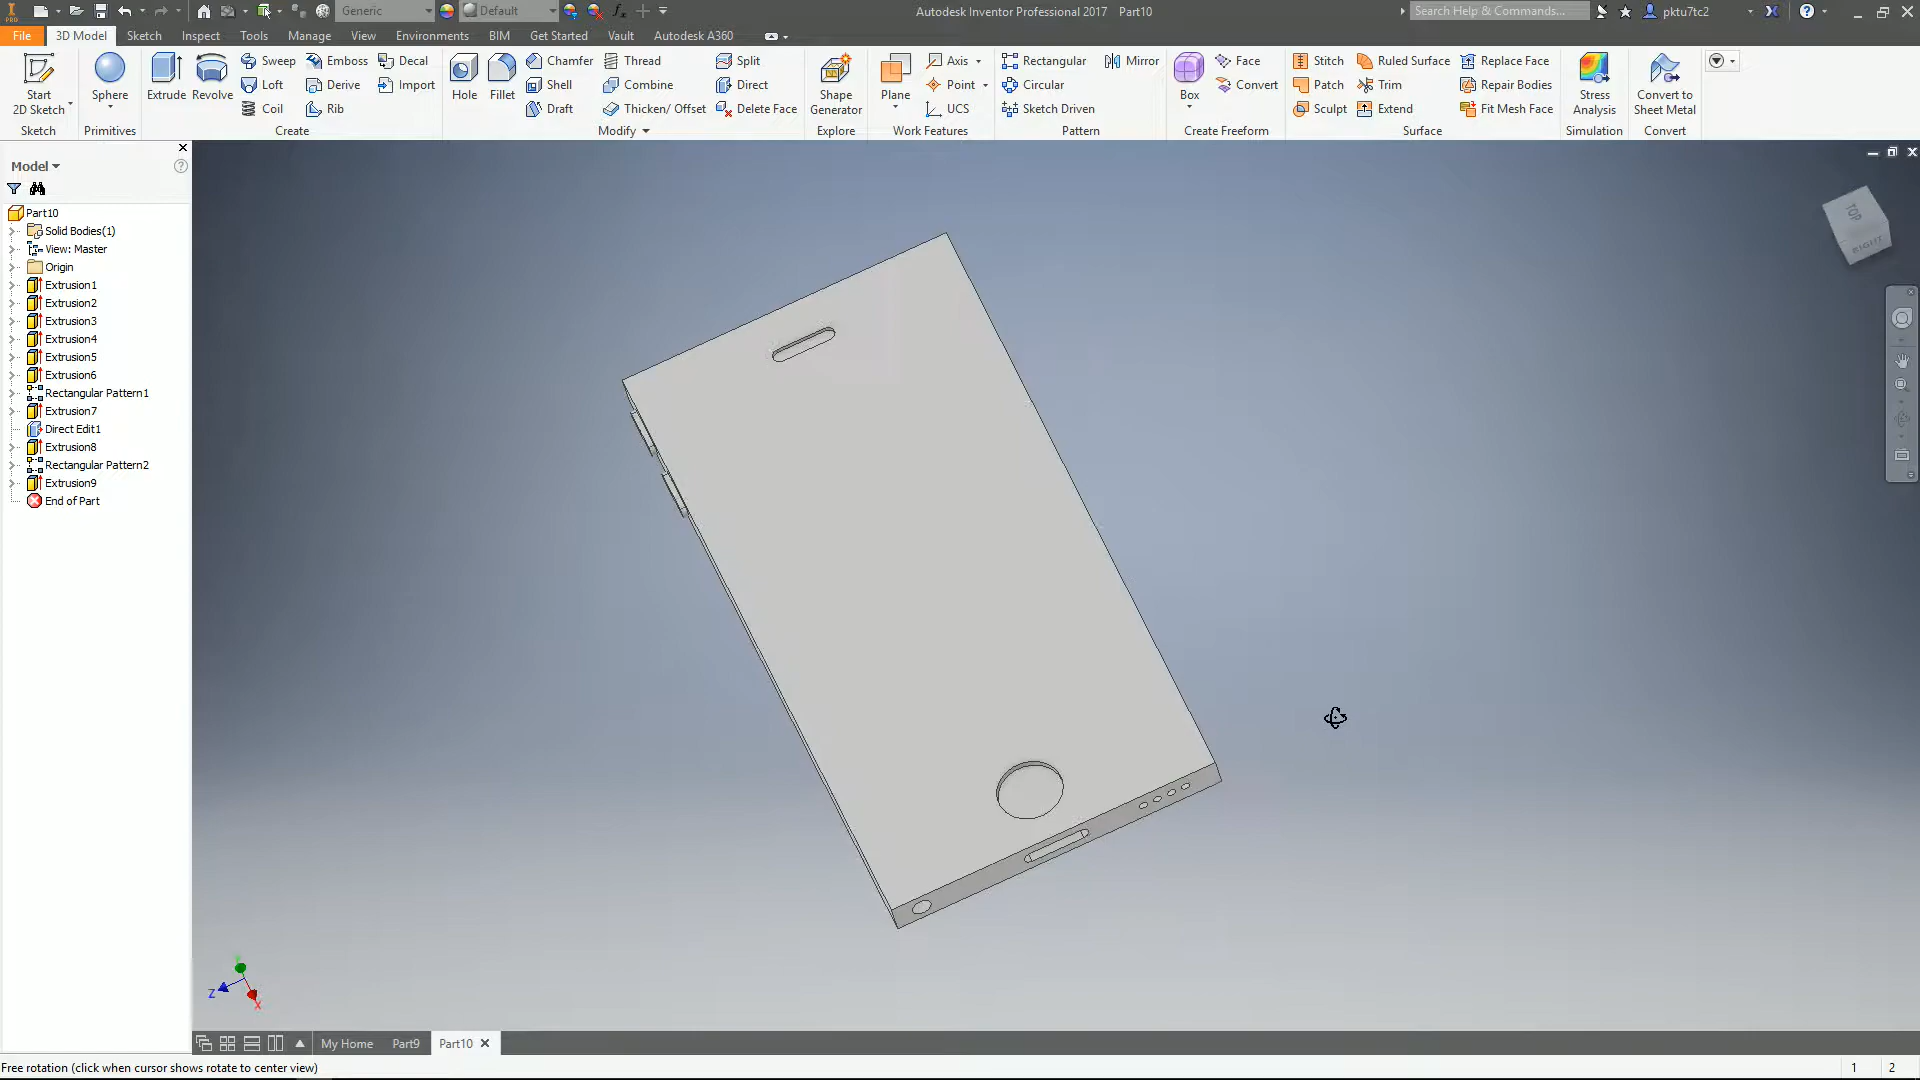 Generic
Default
Autodesk Inventor Professional 2017 Part10
Search Help & Commands...
pktu7tc2
PRO
File 3D Model Sketch Inspect Tools Manage View Environments BIM Get Started Vault Autodesk A360
Start
2D Sketch
Sphere
Extrude
Revolve
Sweep Emboss Decal
Loft Derive Import
Coil Rib
Hole
Fillet
Chamfer Thread Split
Shell Combine Direct
Draft Thicken/ Offset Delete Face
Shape
Generator
Plane
Axis
Point
UCS
Rectangular Mirror
Circular
Sketch Driven
Box
Face
Convert
Stitch Ruled Surface Replace Face
Patch Trim Repair Bodies
Sculpt Extend Fit Mesh Face
Stress
Analysis
Convert to
Sheet Metal
Sketch Primitives Create Modify Explore Work Features Pattern Create Freeform Surface Simulation Convert
Model
Part10
Solid Bodies(1)
View: Master
Origin
Extrusion1
Extrusion2
Extrusion3
Extrusion4
Extrusion5
Extrusion6
Rectangular Pattern1
Extrusion7
Direct Edit1
Extrusion8
Rectangular Pattern2
Extrusion9
End of Part
TOP
RIGHT
Z
X
My Home Part9 Part10
Free rotation (click when cursor shows rotate to center view)
1 2